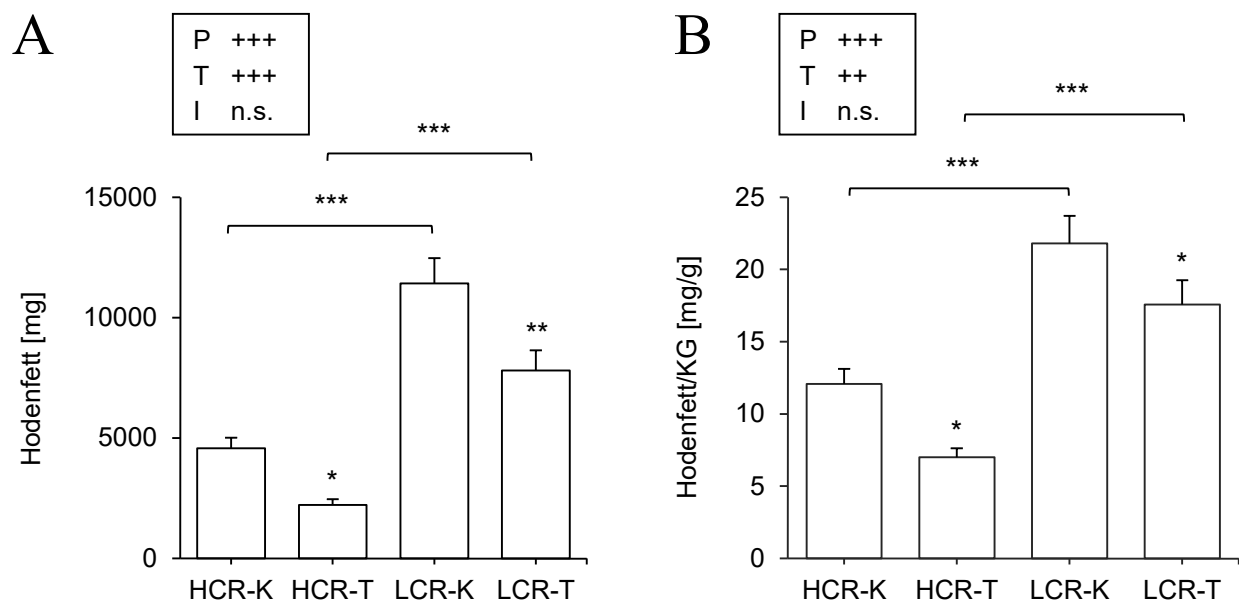 A
P +++
T +++
I n.s.
***
***
15000
10000
5000
0
Hodenfett [mg]
*
**
HCR-K HCR-T LCR-K LCR-T
B
P +++
T ++
I n.s.
***
***
25
20
15
10
5
0
Hodenfett/KG [mg/g]
*
*
HCR-K HCR-T LCR-K LCR-T